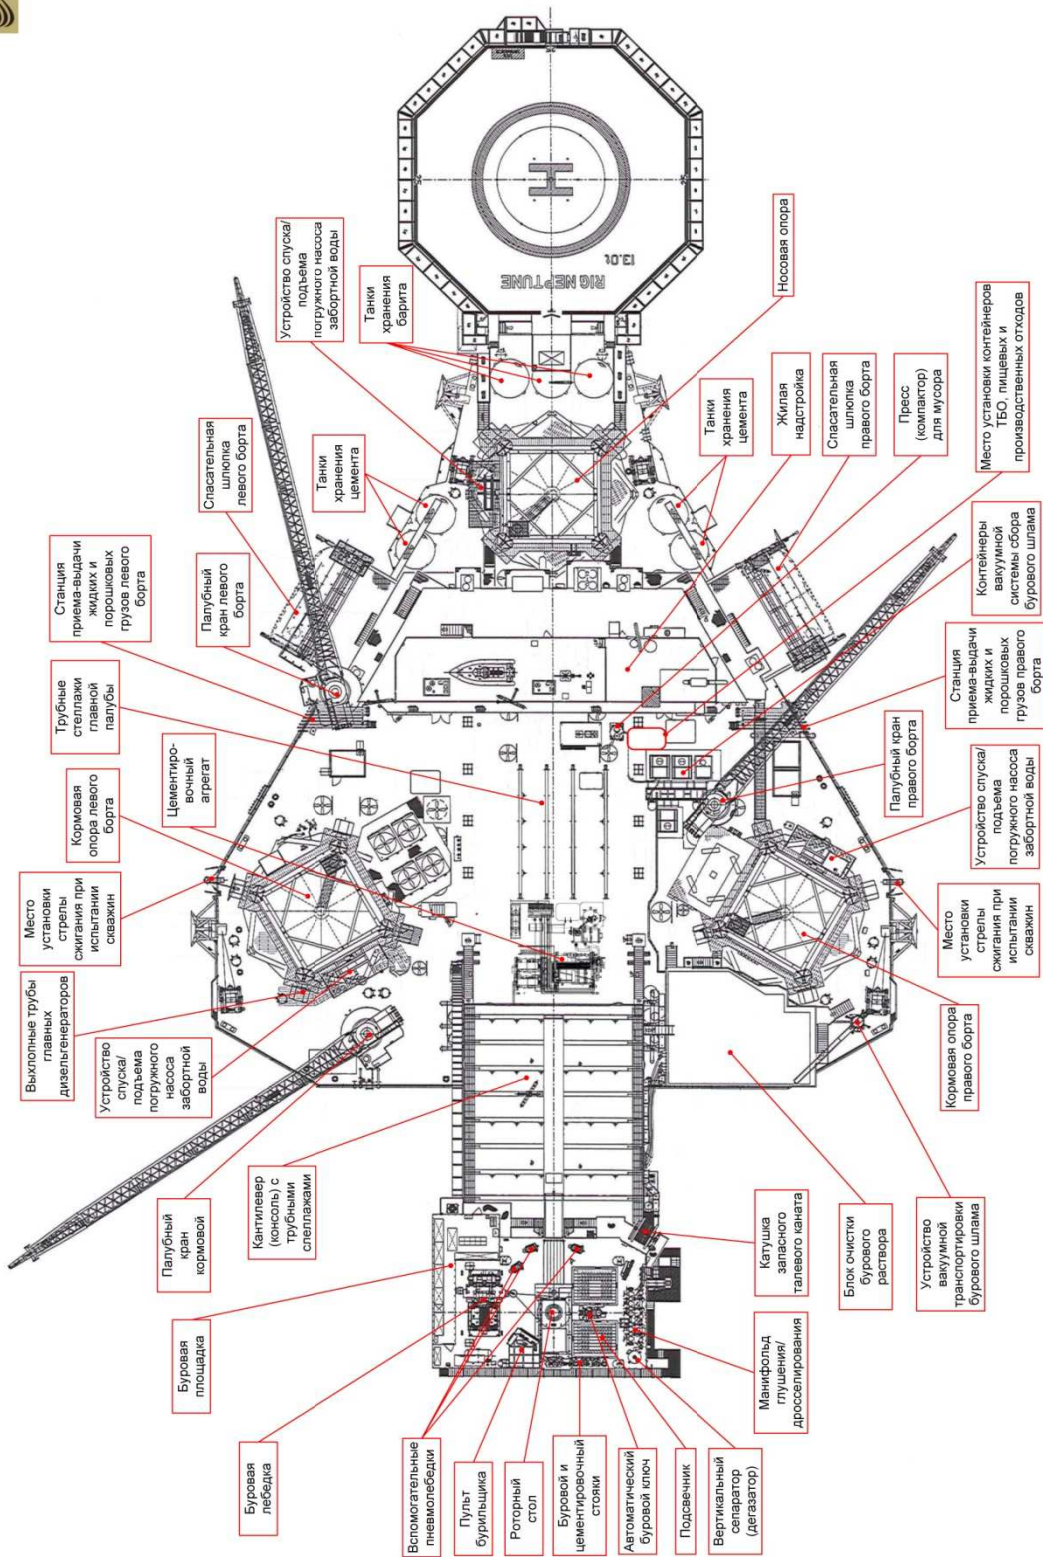 RIG NEPTUNE
13.0t
H
Устройство спуска/
подъема
погружного насоса
забортной воды
Танки
хранения
барита
Носовая опора
Спасательная
шлюпка
левого борта
Танки
хранения
цемента
Танки
хранения
цемента
Жилая
надстройка
Спасательная
шлюпка
правого борта
Пресс
(компактор)
для мусора
Место установки контейнеров
ТБО, пищевых и
производственных отходов
Станция
приема-выдачи
жидких и
порошковых
грузов левого
борта
Палубный
кран левого
борта
Контейнеры
вакуумной
системы сбора
бурового шлама
Трубные
стеллажи
главной
палубы
Станция
приема-выдачи
жидких и
порошковых
грузов правого
борта
Цементиро-
вочный
агрегат
Палубный кран
правого борта
Кормовая
опора левого
борта
Устройство спуска/
подъема
погружного насоса
забортной воды
Место
установки
стрелы
сжигания при
испытании
скважин
Место
установки
стрелы
сжигания при
испытании
скважин
Выхлопные трубы
главных
дизельгенераторов
Устройство
спуска/
подъема
погружного
насоса
забортной
воды
Кормовая опора
правого борта
Палубный
кран
кормовой
Кантилевер
(консоль) с
трубными
слеллажами
Катушка
запасного
талевого каната
Блок очистки
бурового
раствора
Устройство
вакуумной
транспортировки
бурового шлама
Буровая
площадка
Буровая
лебедка
Вспомогательные
пневмолебедки
Пульт
бурильщика
Роторный
стол
Буровой и
цементировочный
стояки
Автоматический
буровой ключ
Подсвечник
Вертикальный
сепаратор
(дегазатор)
Манифольд
глушения/
дросселирования